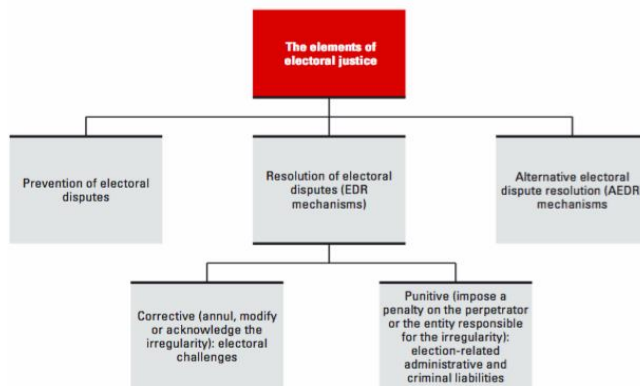 The elements of
electoral justice
Prevention of electoral
disputes
Resolution of electoral
disputes (EDR
mechanisms)
Alternative electoral
dispute resolution (AEDR
mechanisms
Corrective (annul, modify
or acknowledge the
irregularity): electoral
challenges
Punitive (impose a
penalty on the perpetrator
or the entity responsible
for the irregularity):
election-related
administrative and
criminal liabilities